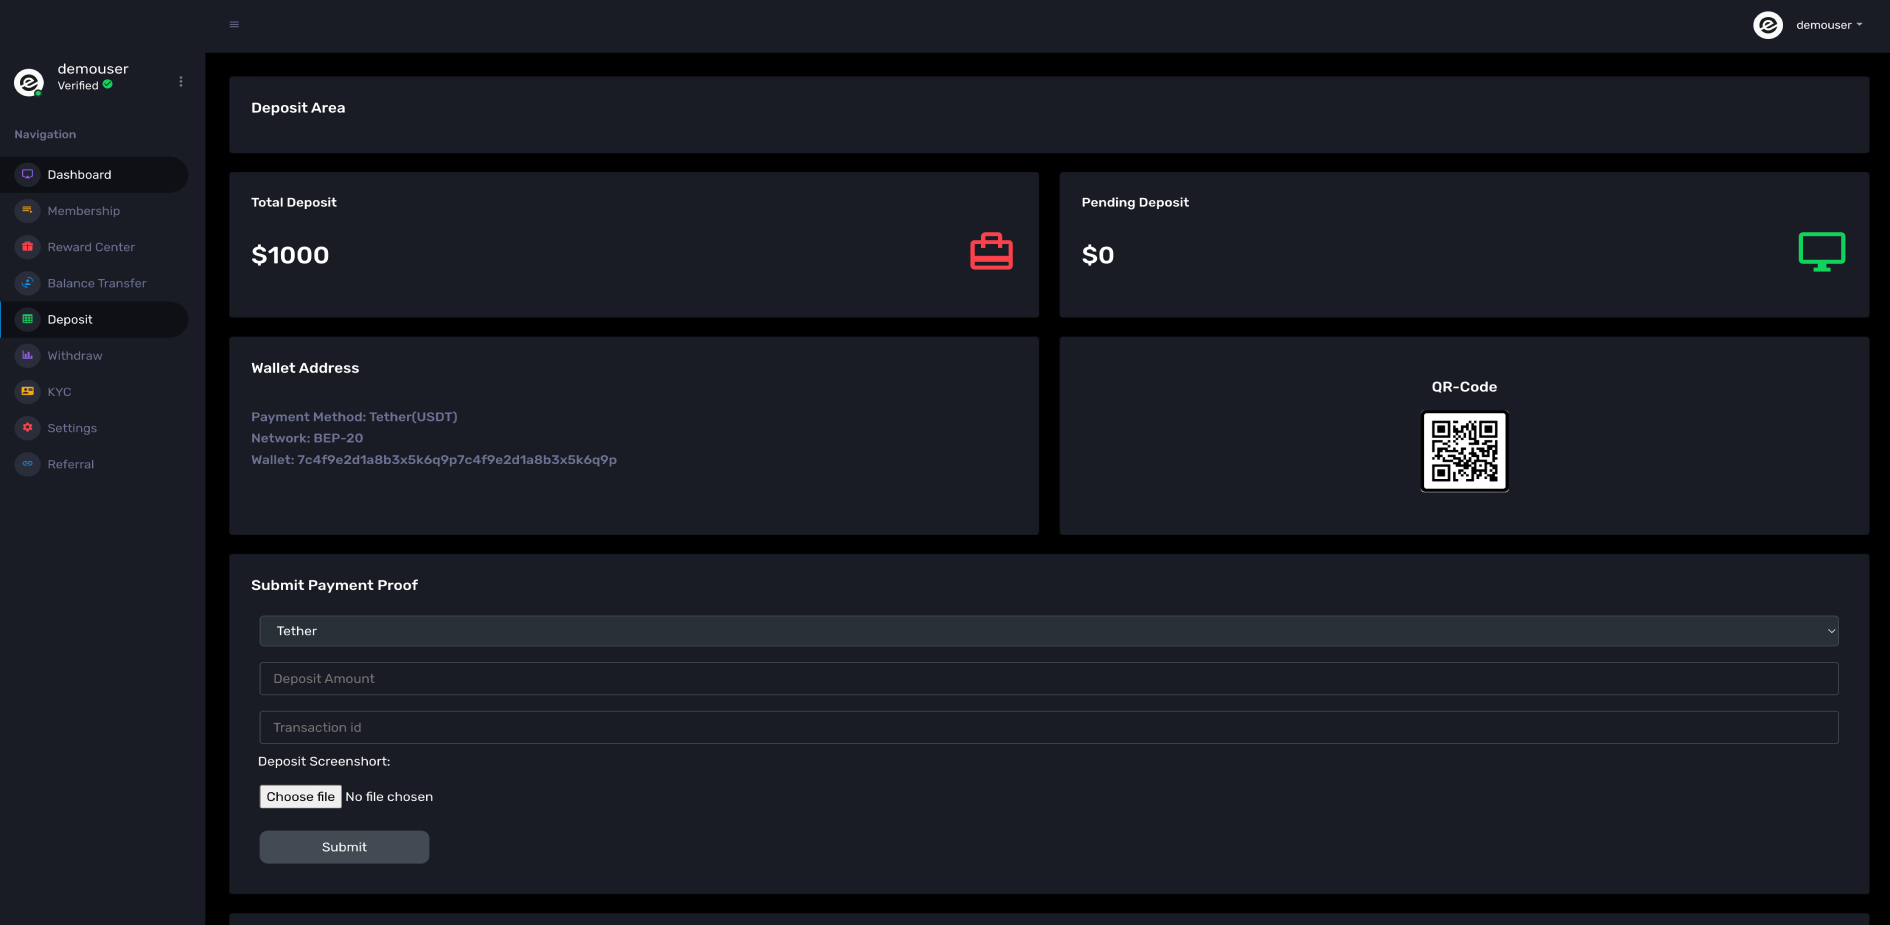 demouser
demouser
Verified
Navigation
Dashboard
Membership
Reward Center
Balance Transfer
Deposit
Withdraw
KYC
Settings
Referral
Deposit Area
Total Deposit
$1000
Pending Deposit
$0
Wallet Address
Payment Method: Tether(USDT)
Network: BEP-20
Wallet: 7c4f9e2d1a8b3x5k6q9p7c4f9e2d1a8b3x5k6q9p
QR-Code
Submit Payment Proof
Tether
Deposit Amount
Transaction id
Deposit Screenshort:
Choose file No file chosen
Submit